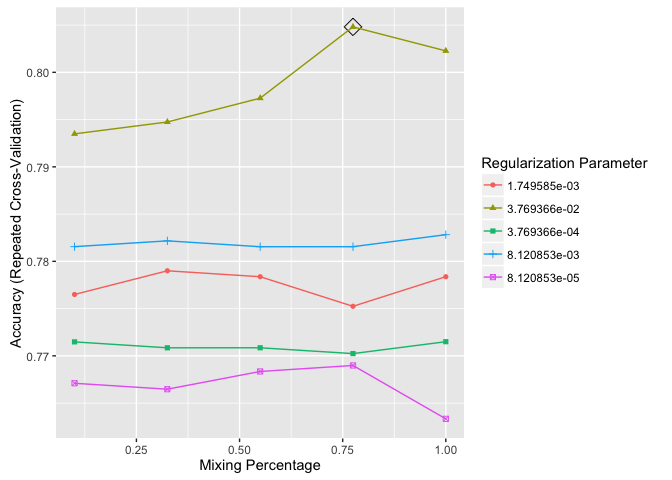 Accuracy (Repeated Cross-Validation)
0.80
0.79
0.78
0.77
0.25
0.50
0.75
1.00
Mixing Percentage
Regularization Parameter
1.749585e-03
3.769366e-02
3.769366e-04
8.120853e-03
8.120853e-05